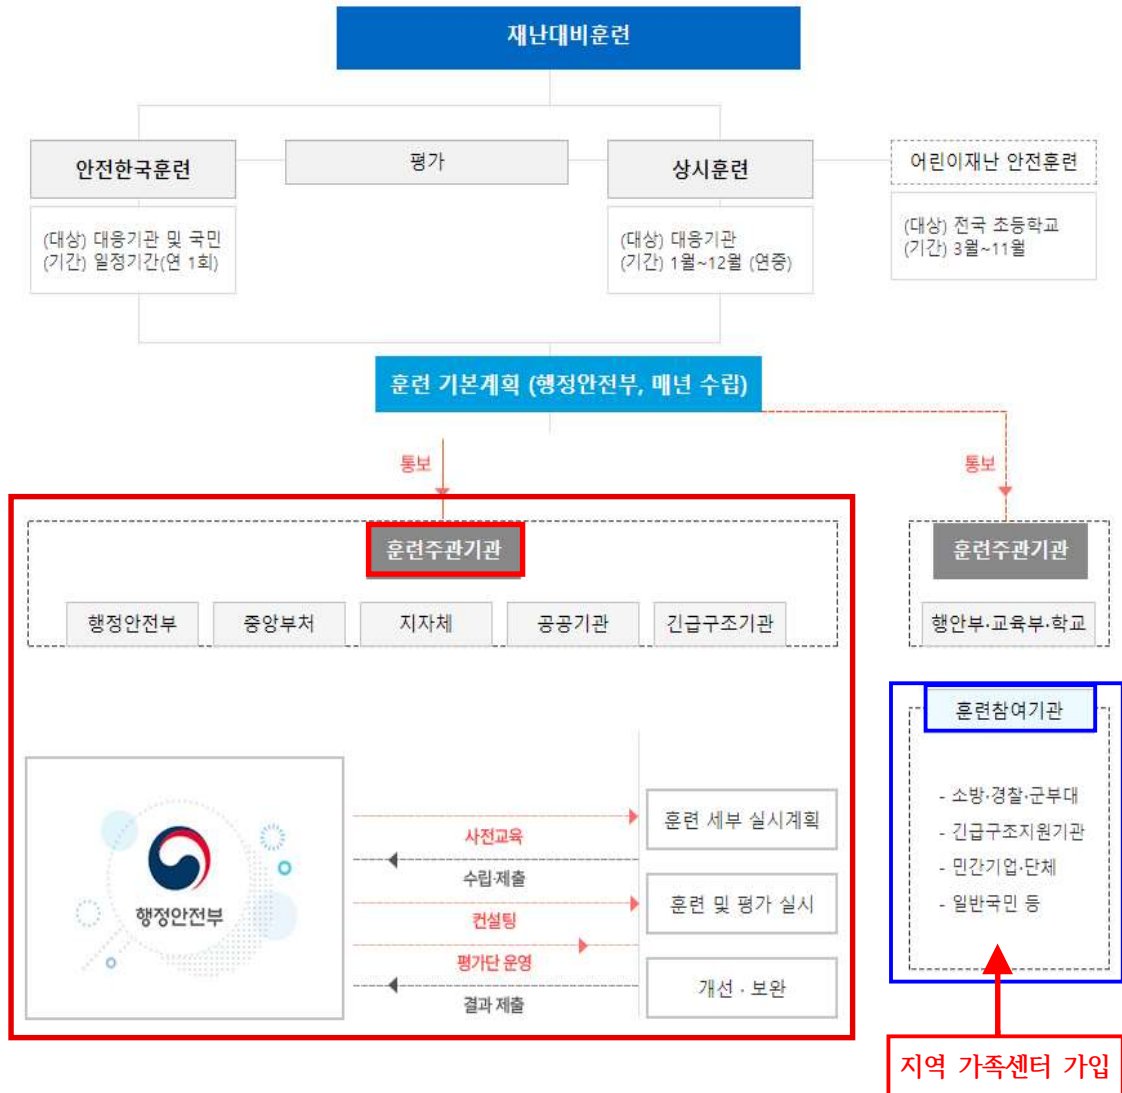 재난대비훈련
안전한국훈련
평가
상시훈련
어린이재난 안전훈련
(대상) 대응기관 및 국민
(기간) 일정기간(연 1회)
(대상) 대응기관
(기간) 1월~12월 (연중)
(대상) 전국 초등학교
(기간) 3월~11월
훈련 기본계획 (행정안전부, 매년 수립)
통보
통보
훈련주관기관
행정안전부
중앙부처
지자체
공공기관
긴급구조기관
훈련주관기관
행안부·교육부·학교
행정안전부
사전교육
수립·제출
컨설팅
평가단 운영
결과 제출
훈련 세부 실시계획
훈련 및 평가 실시
개선 · 보완
훈련참여기관
- 소방·경찰·군부대
- 긴급구조지원기관
- 민간기업·단체
- 일반국민 등
지역 가족센터 가입